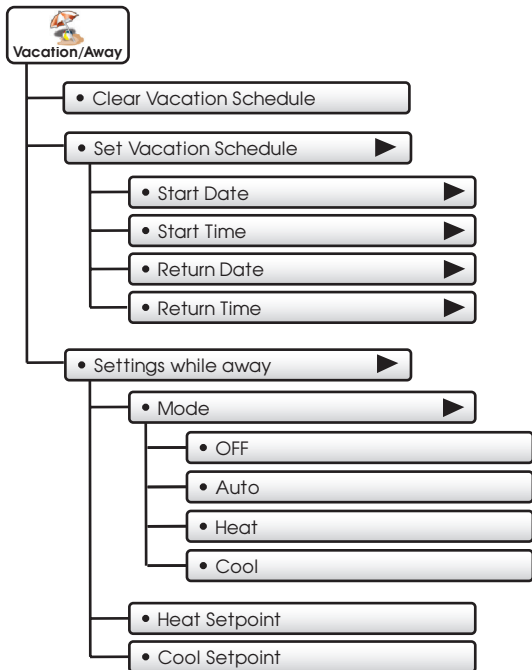 Vacation/Away
• Clear Vacation Schedule
• Set Vacation Schedule
• Start Date
• Start Time
• Return Date
• Return Time
• Settings while away
• Mode
• OFF
• Auto
• Heat
• Cool
• Heat Setpoint
• Cool Setpoint